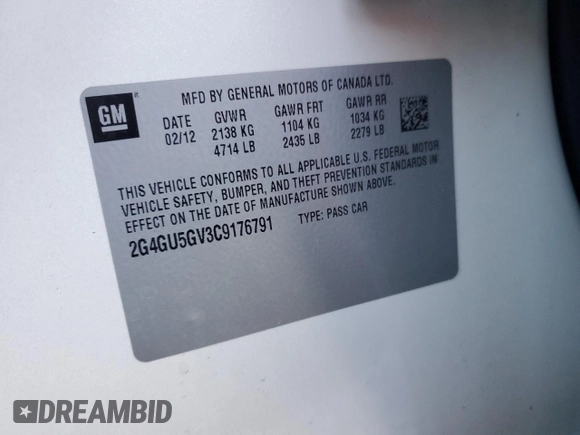 GM
MFD BY GENERAL MOTORS OF CANADA LTD.
DATE GVWR GAWR FRT GAWR RR
02/12 2138 KG 1104 KG 1034 KG
4714 LB 2435 LB 2279 LB
THIS VEHICLE CONFORMS TO ALL APPLICABLE U.S. FEDERAL MOTOR
VEHICLE SAFETY, BUMPER, AND THEFT PREVENTION STANDARDS IN
EFFECT ON THE DATE OF MANUFACTURE SHOWN ABOVE.
2G4GU5GV3C9176791 TYPE: PASS CAR
DREAMBID